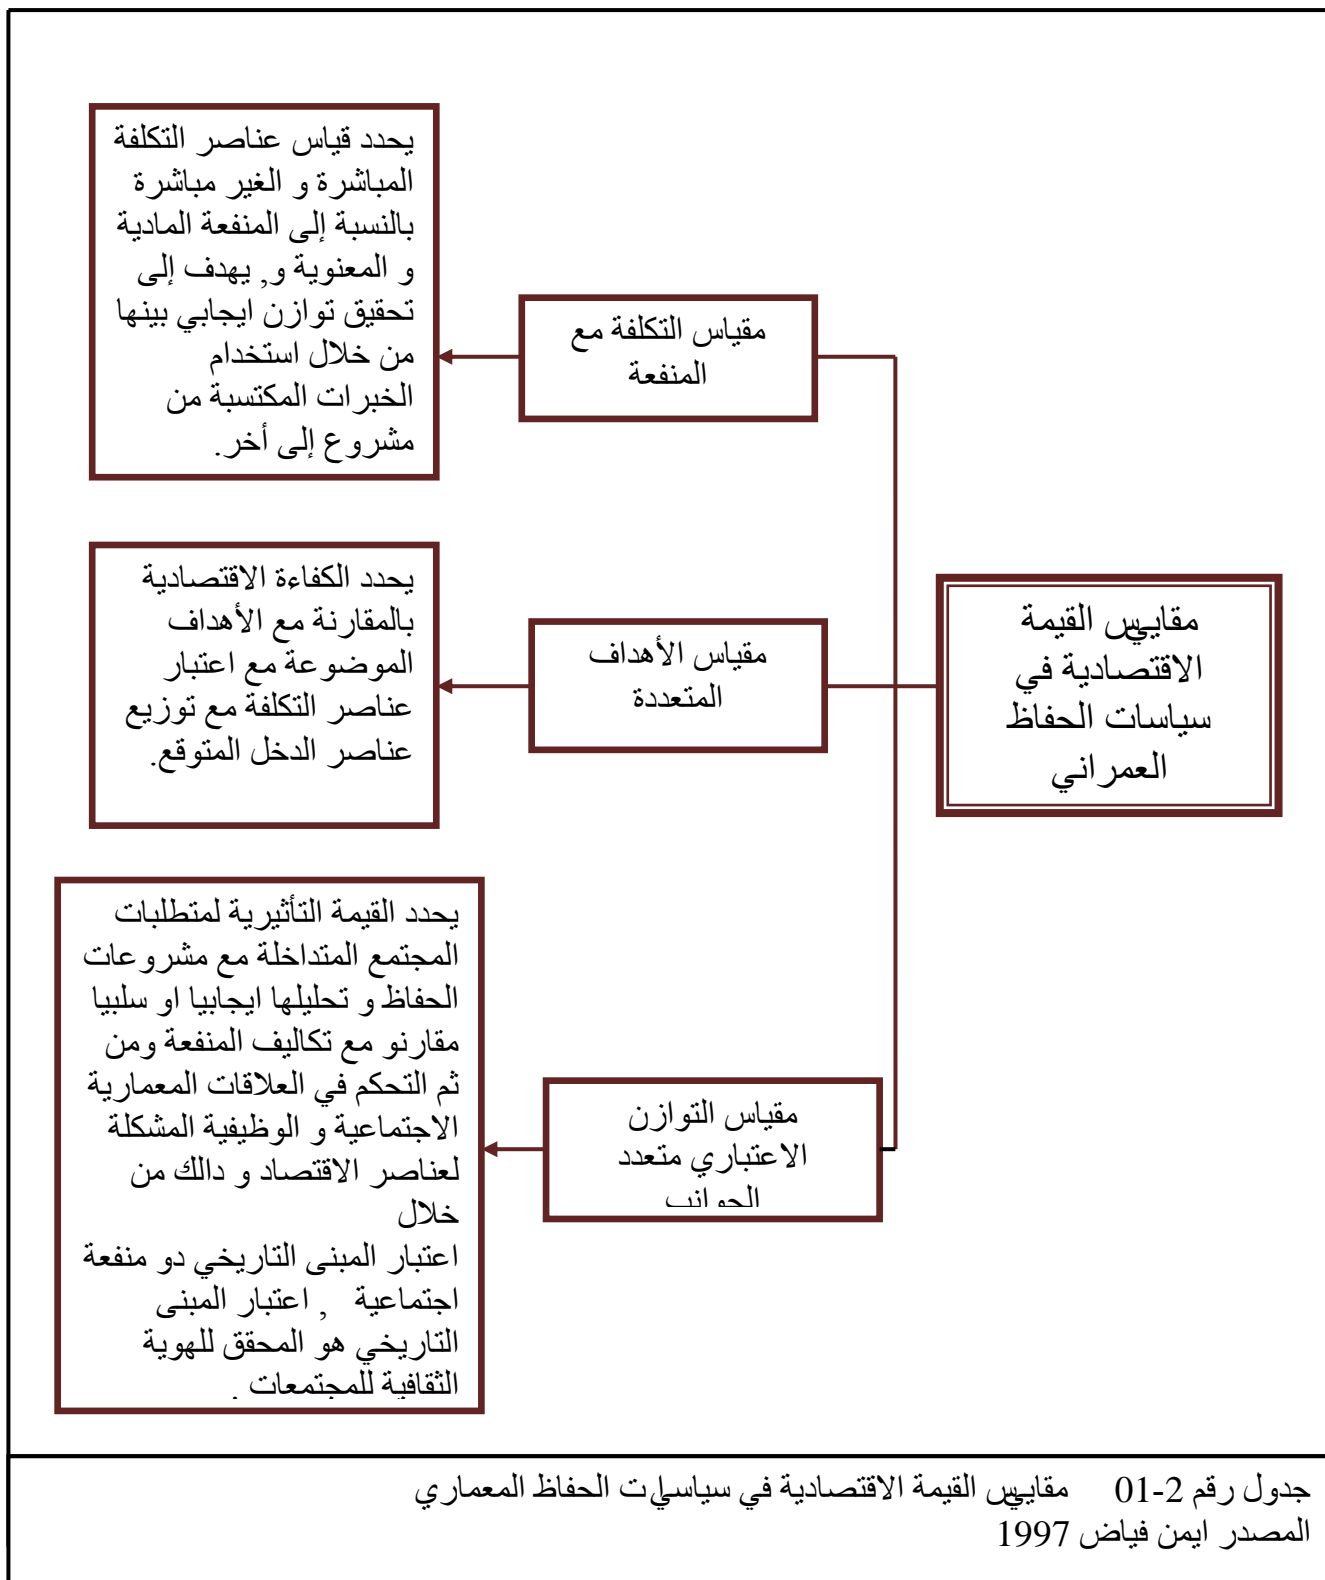 مقاييس القيمة
الاقتصادية في
سياسات الحفاظ
العمراني
مقياس التكلفة مع
المنفعة
يحدد قياس عناصر التكلفة
المباشرة و الغير مباشرة
بالنسبة إلى المنفعة المادية
و المعنوية و, يهدف إلى
تحقيق توازن ايجابي بينها
من خلال استخدام
الخبرات المكتسبة من
مشروع إلى أخر.
مقياس الأهداف
المتعددة
يحدد الكفاءة الاقتصادية
بالمقارنة مع الأهداف
الموضوعة مع اعتبار
عناصر التكلفة مع توزيع
عناصر الدخل المتوقع.
مقياس التوازن
الاعتباري متعدد
الجوانب
يحدد القيمة التأثيرية لمتطلبات
المجتمع المتداخلة مع مشروعات
الحفاظ و تحليلها ايجابيا او سلبيا
مقارنو مع تكاليف المنفعة ومن
ثم التحكم في العلاقات المعمارية
الاجتماعية و الوظيفية المشكلة
لعناصر الاقتصاد و دالك من
خلال
اعتبار المبنى التاريخي دو منفعة
اجتماعية , اعتبار المبنى
التاريخي هو المحقق للهوية
الثقافية للمجتمعات .
جدول رقم 2-01 مقاييس القيمة الاقتصادية في سياسيات الحفاظ المعماري
المصدر ايمن فياض 1997